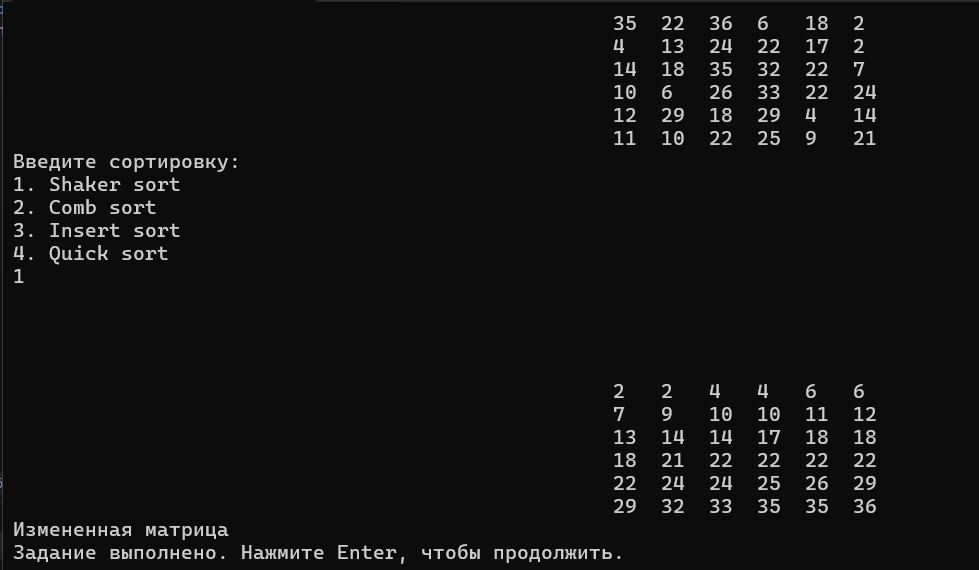 35 22 36 6 18 2
4 13 24 22 17 2
14 18 35 32 22 7
10 6 26 33 22 24
12 29 18 29 4 14
11 10 22 25 9 21
Введите сортировку:
1. Shaker sort
2. Comb sort
3. Insert sort
4. Quick sort
1
2 2 4 4 6 6
7 9 10 10 11 12
13 14 14 17 18 18
18 21 22 22 22 22
22 24 24 25 26 29
29 32 33 35 35 36
Измененная матрица
Задание выполнено. Нажмите Enter, чтобы продолжить.